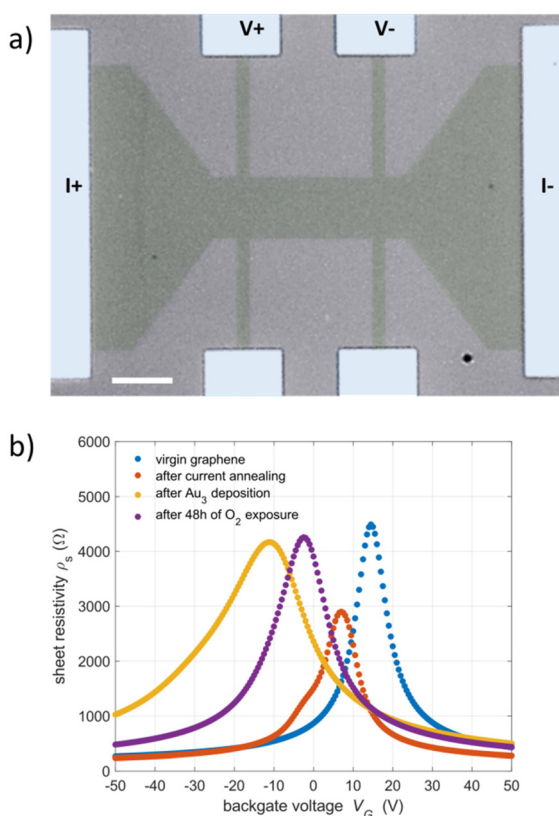 a)
V+ V-
I+ I-
b)
6000
5000
4000
3000
2000
1000
0
sheet resistivity ρs (Ω)
virgin graphene
after current annealing
after Au3 deposition
after 48h of O2 exposure
-50 -40 -30 -20 -10 0 10 20 30 40 50
backgate voltage VG (V)